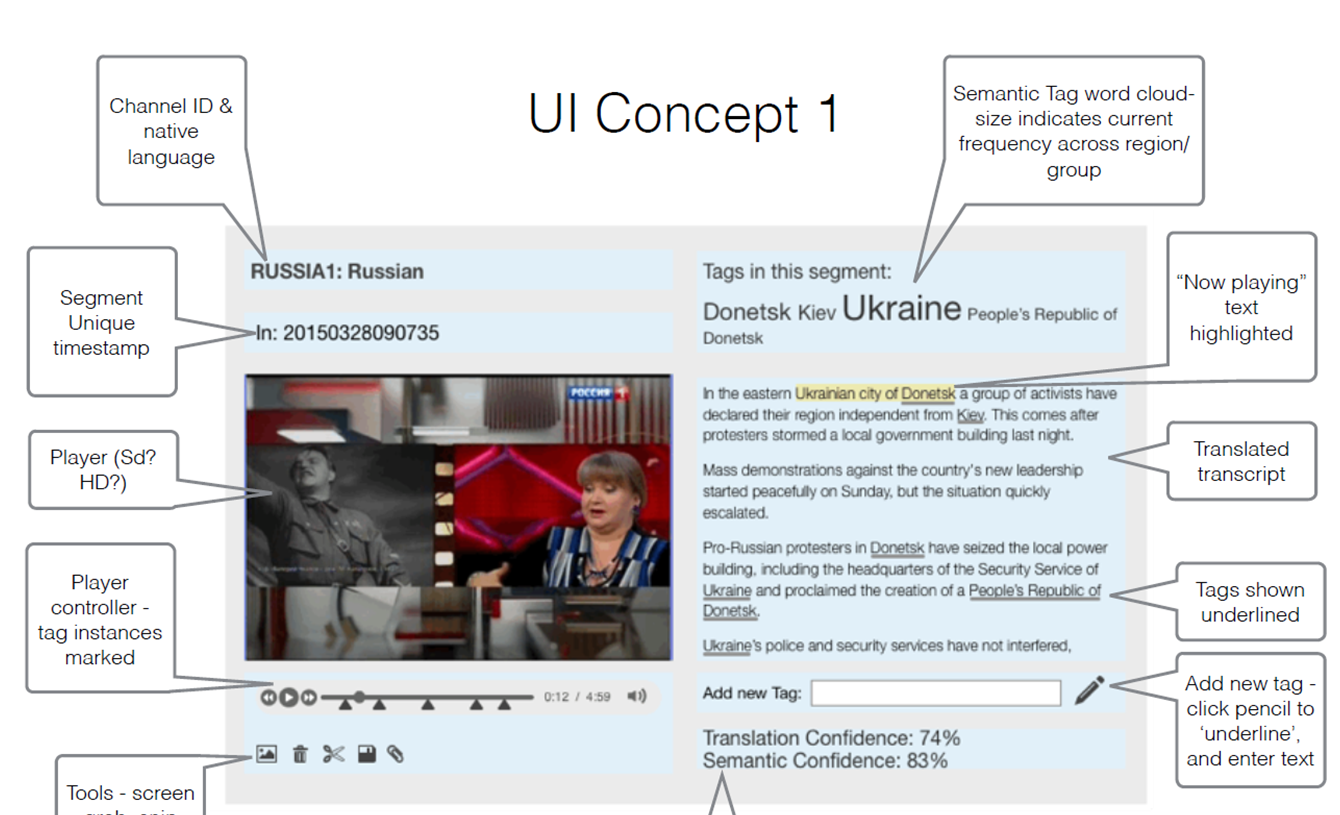 UI Concept 1
Channel ID &
native
language
Semantic Tag word cloud-
size indicates current
frequency across region/
group
Segment
Unique
timestamp
RUSSIA1: Russian
In: 20150328090735
Tags in this segment:
Donetsk Kiev Ukraine People's Republic of
Donetsk
“Now playing”
text
highlighted
Player (Sd?
HD?)
РОССИЯ 1
In the eastern Ukrainian city of Donetsk a group of activists have
declared their region independent from Kiev. This comes after
protesters stormed a local government building last night.
Mass demonstrations against the country's new leadership
started peacefully on Sunday, but the situation quickly
escalated.
Pro-Russian protesters in Donetsk have seized the local power
building, including the headquarters of the Security Service of
Ukraine and proclaimed the creation of a People's Republic of
Donetsk.
Ukraine's police and security services have not interfered,
Translated
transcript
Tags shown
underlined
Player
controller -
tag instances
marked
0:12 / 4:59
Add new Tag:
Add new tag -
click pencil to
‘underline’,
and enter text
Translation Confidence: 74%
Semantic Confidence: 83%
Tools - screen